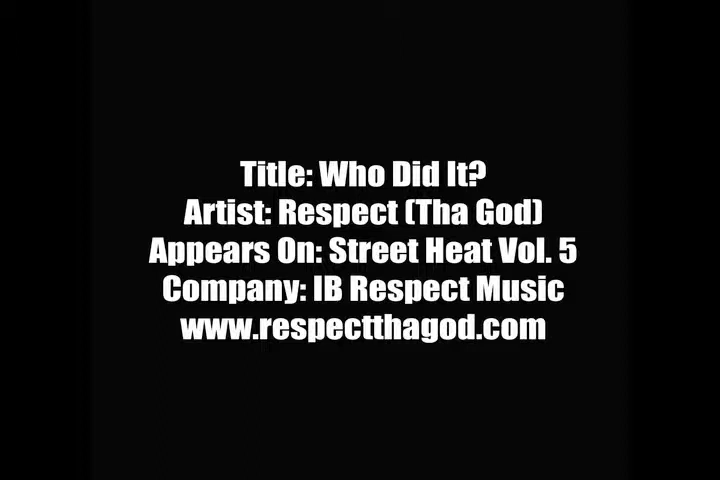 Title: Who Did It?
Artist: Respect (Tha God)
Appears On: Street Heat Vol. 5
Company: IB Respect Music
www.respectthagod.com